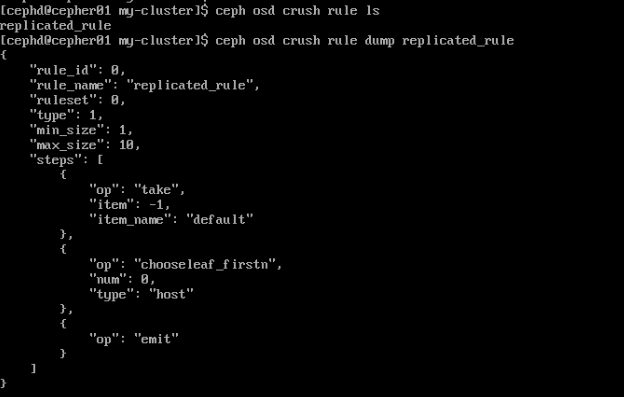 [cephd@cepher01 my-cluster]$ ceph osd crush rule ls
replicated_rule
[cephd@cepher01 my-cluster]$ ceph osd crush rule dump replicated_rule
{
    "rule_id": 0,
    "rule_name": "replicated_rule",
    "ruleset": 0,
    "type": 1,
    "min_size": 1,
    "max_size": 10,
    "steps": [
        {
            "op": "take",
            "item": -1,
            "item_name": "default"
        },
        {
            "op": "chooseleaf_firstn",
            "num": 0,
            "type": "host"
        },
        {
            "op": "emit"
        }
    ]
}